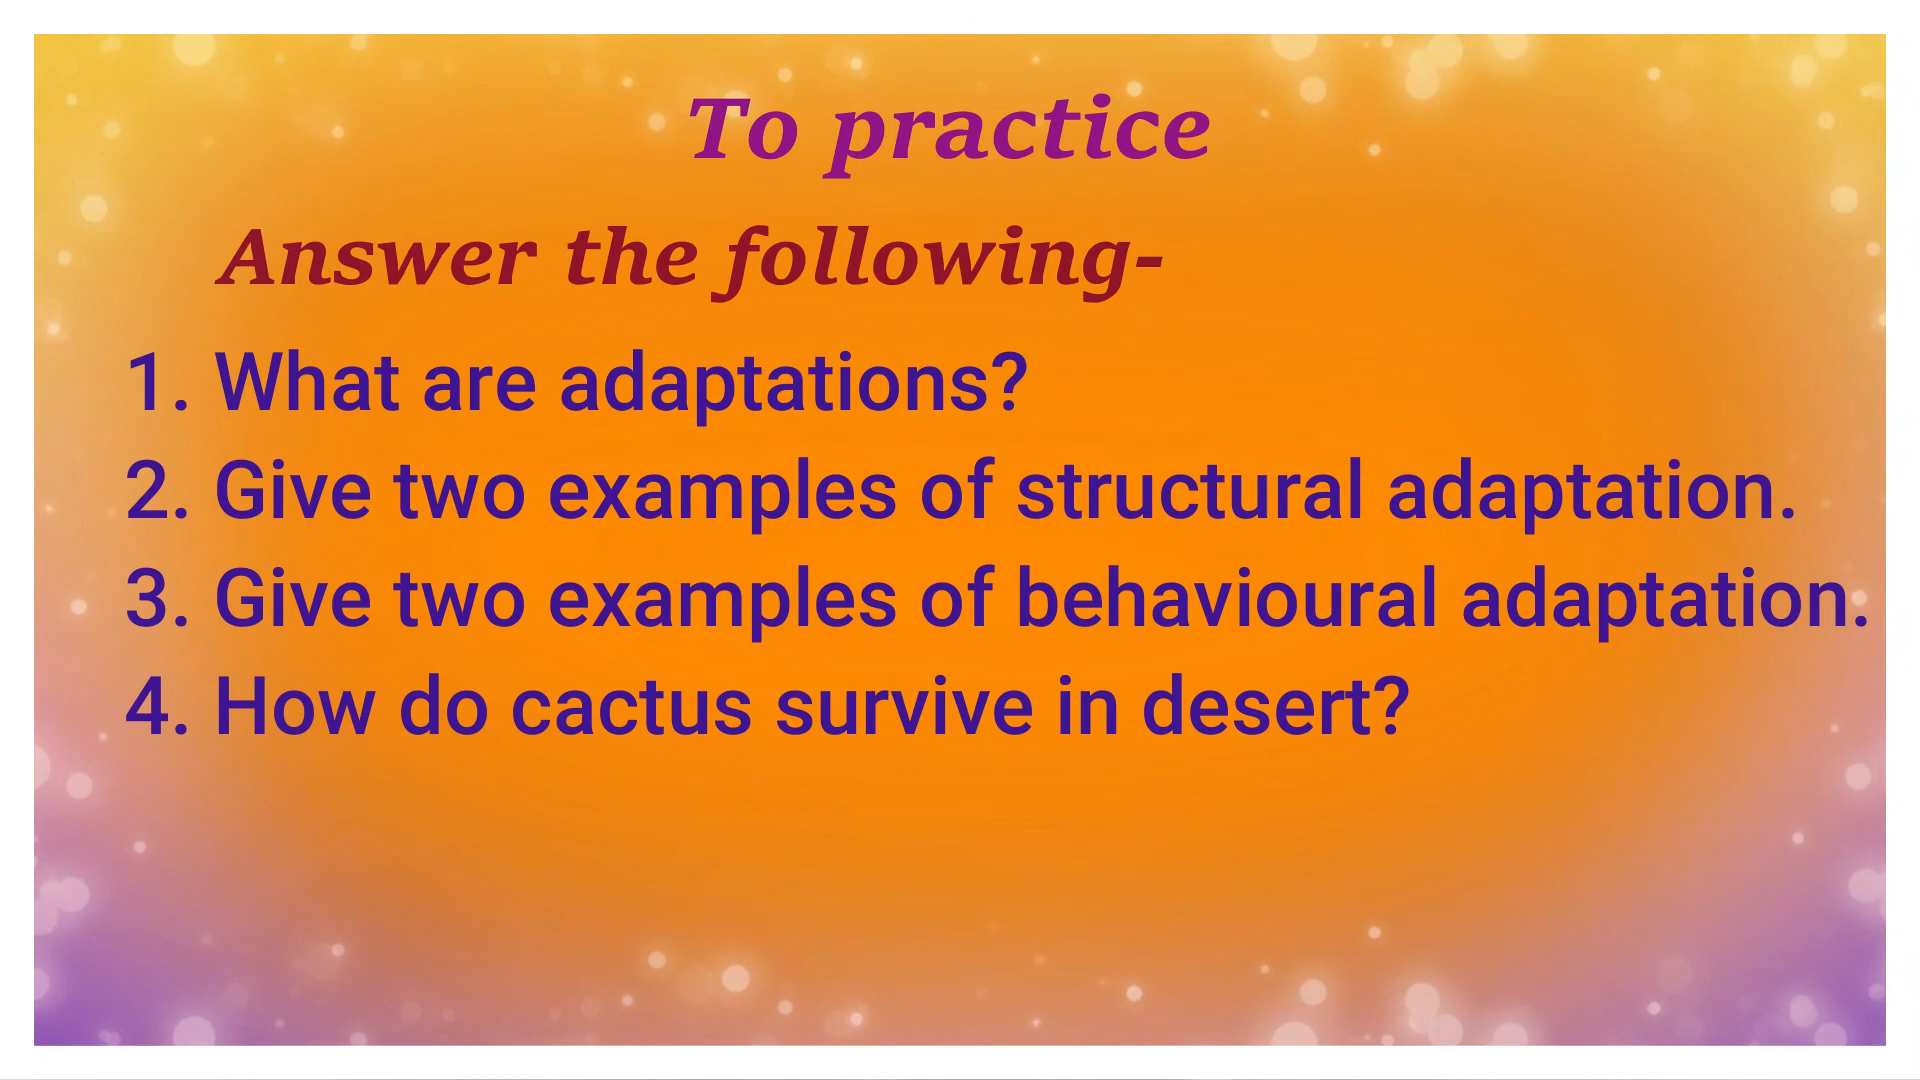 To practice
Answer the following-
1. What are adaptations?
2. Give two examples of structural adaptation.
3. Give two examples of behavioural adaptation.
4. How do cactus survive in desert?